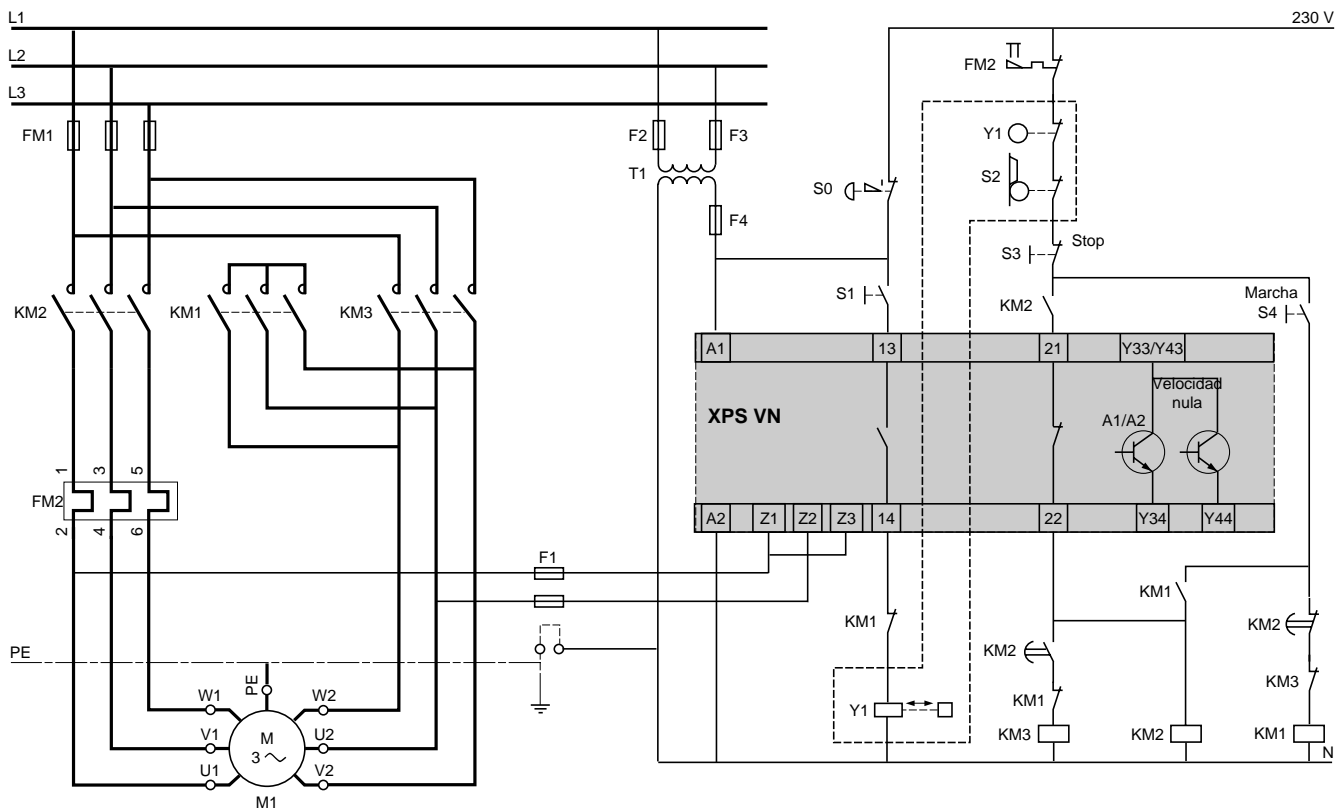 L1
230 V
L2
FM2
L3
FM1
F2
F3
Y1
T1
S2
S0
F4
S3
Stop
S1
KM2
Marcha
S4
KM2
KM1
KM3
A1
13
21
Y33/Y43
Velocidad
nula
XPS VN
A1/A2
1
3
5
FM2
2
4
6
A2
Z1
Z2
Z3
14
22
Y34
Y44
F1
KM1
KM1
KM2
KM2
PE
PE
KM1
KM3
W1
W2
Y1
KM3
KM2
KM1
V1
M
3
U2
N
U1
V2
M1